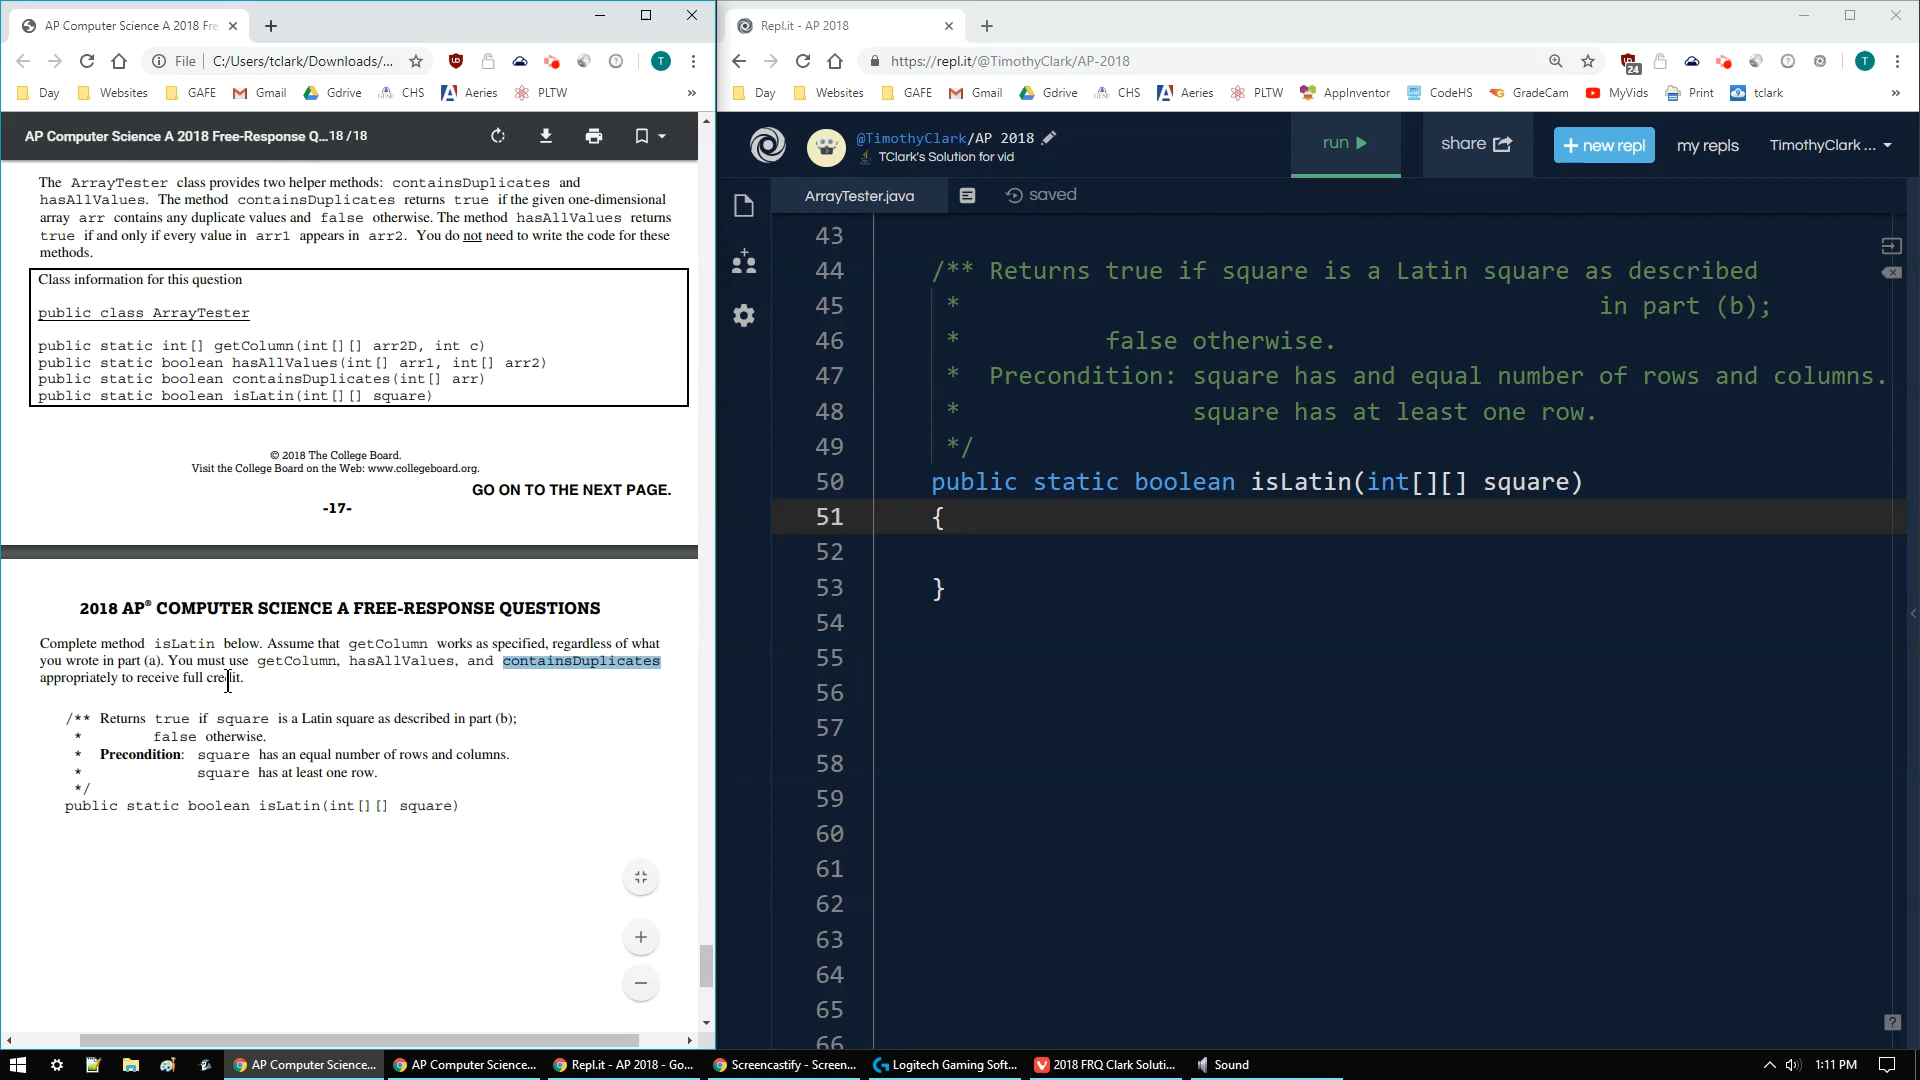 AP Computer Science A 2018 Fre
File C:/Users/tclark/Downloads/...
Day Websites GAFE Gmail Gdrive CHS Aeries PLTW »
AP Computer Science A 2018 Free-Response Q... 18 / 18
The ArrayTester class provides two helper methods: containsDuplicates and
hasAllValues. The method containsDuplicates returns true if the given one-dimensional
array arr contains any duplicate values and false otherwise. The method hasAllValues returns
true if and only if every value in arr1 appears in arr2. You do not need to write the code for these
methods.
Class information for this question
public class ArrayTester
public static int[] getColumn(int[][] arr2D, int c)
public static boolean hasAllValues(int[] arr1, int[] arr2)
public static boolean containsDuplicates(int[] arr)
public static boolean isLatin(int[][] square)
© 2018 The College Board.
Visit the College Board on the Web: www.collegeboard.org.
GO ON TO THE NEXT PAGE.
-17-
2018 AP® COMPUTER SCIENCE A FREE-RESPONSE QUESTIONS
Complete method isLatin below. Assume that getColumn works as specified, regardless of what
you wrote in part (a). You must use getColumn, hasAllValues, and containsDuplicates
appropriately to receive full credit.
/** Returns true if square is a Latin square as described in part (b);
* false otherwise.
* Precondition: square has an equal number of rows and columns.
* square has at least one row.
*/
public static boolean isLatin(int[][] square)
Repl.it - AP 2018
https://repl.it/@TimothyClark/AP-2018
24
Day Websites GAFE Gmail Gdrive CHS Aeries PLTW AppInventor CodeHS GradeCam MyVids Print tclark »
@TimothyClark/AP 2018
TClark's Solution for vid
run
share
+ new repl
my repls
TimothyClark ...
ArrayTester.java
saved
43
44 /** Returns true if square is a Latin square as described
45 * in part (b);
46 * false otherwise.
47 * Precondition: square has and equal number of rows and columns.
48 * square has at least one row.
49 */
50 public static boolean isLatin(int[][] square)
51 {
52
53 }
54
55
56
57
58
59
60
61
62
63
64
65
66
AP Computer Science... AP Computer Science... Repl.it - AP 2018 - Go... Screencastify - Screen... Logitech Gaming Soft... 2018 FRQ Clark Soluti... Sound 1:11 PM